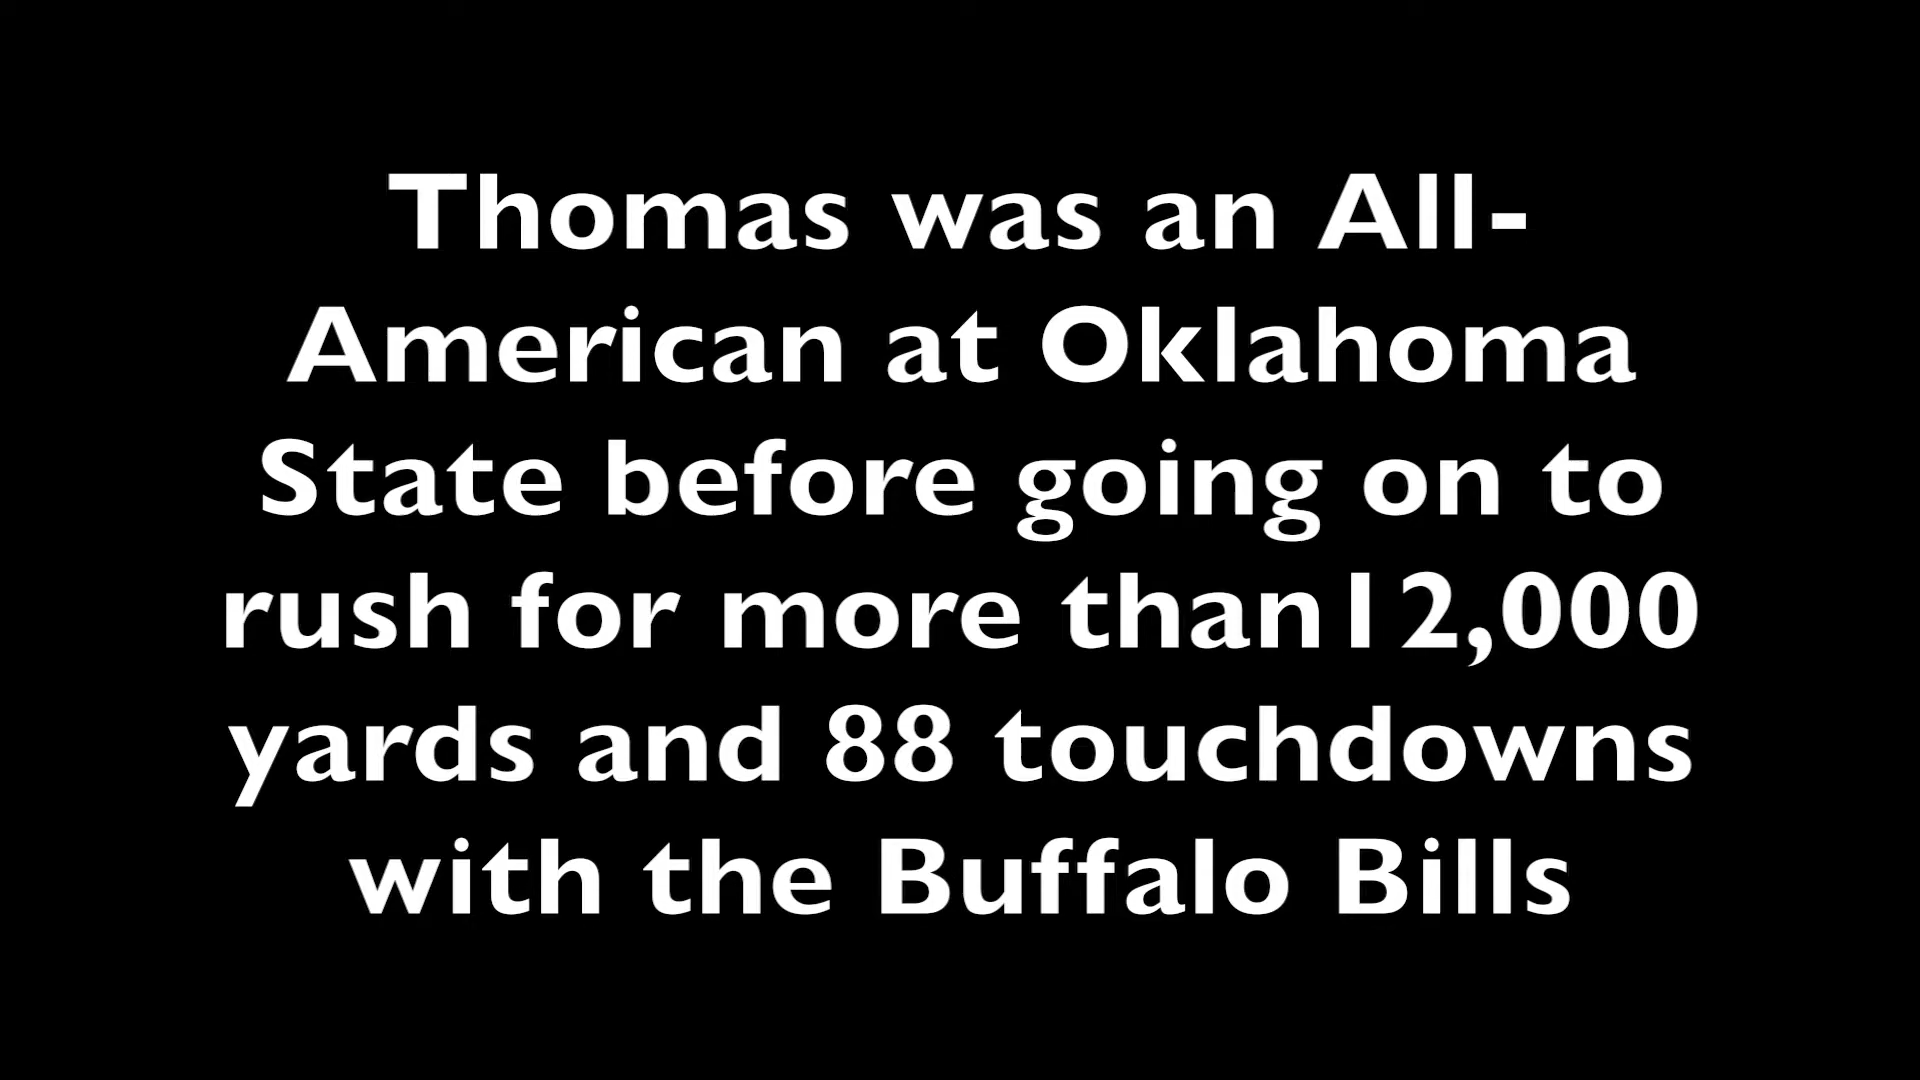 Thomas was an All-
American at Oklahoma
State before going on to
rush for more than12,000
yards and 88 touchdowns
with the Buffalo Bills